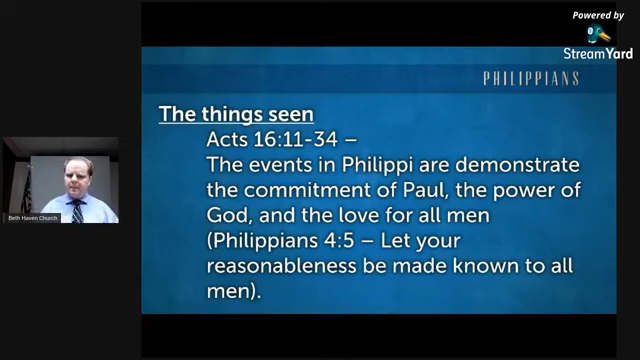 Powered by
StreamYard
PHILIPPIANS
The things seen
Acts 16:11-34 –
The events in Philippi are demonstrate
the commitment of Paul, the power of
God, and the love for all men
(Philippians 4:5 – Let your
reasonableness be made known to all
men).
Beth Haven Church